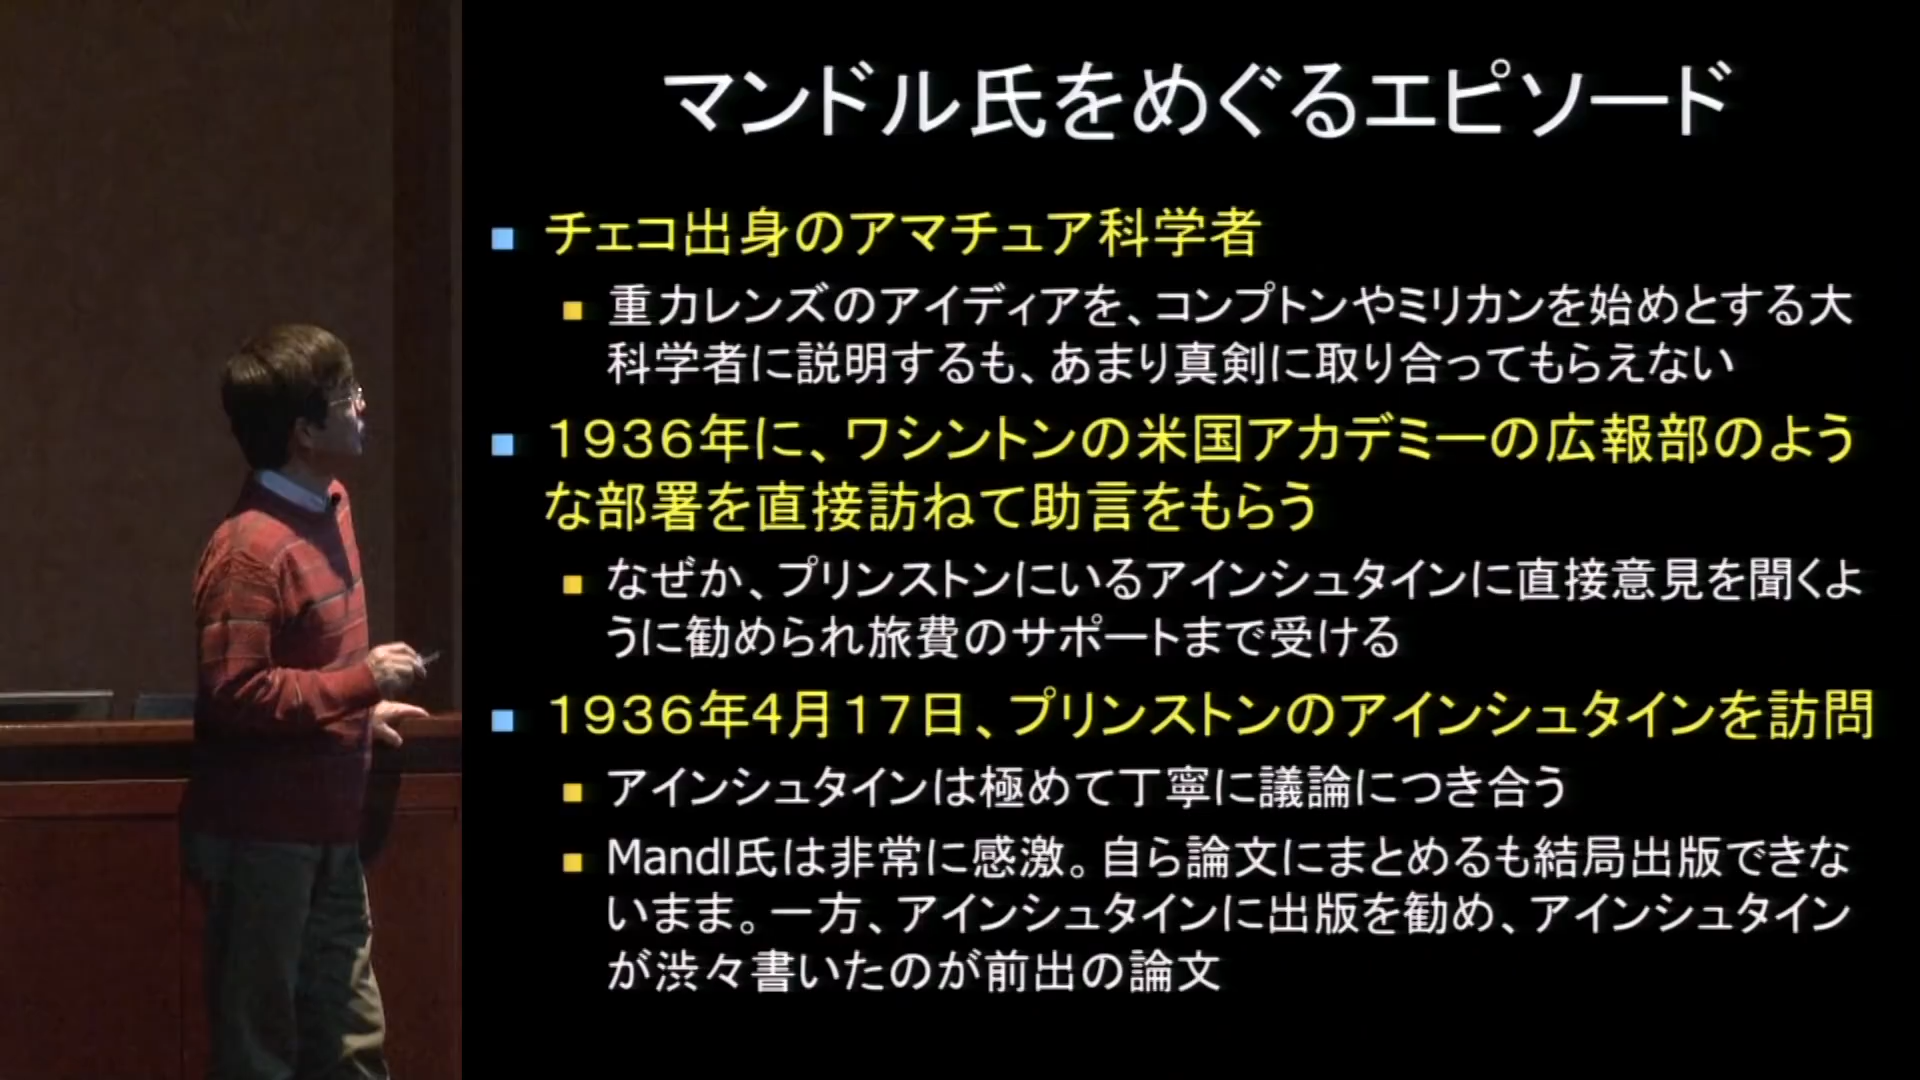 マンドル氏をめぐるエピソード
チェコ出身のアマチュア科学者
重力レンズのアイディアを、コンプトンやミリカンを始めとする大
科学者に説明するも、あまり真剣に取り合ってもらえない
１９３６年に、ワシントンの米国アカデミーの広報部のよう
な部署を直接訪ねて助言をもらう
なぜか、プリンストンにいるアインシュタインに直接意見を聞くよ
うに勧められ旅費のサポートまで受ける
１９３６年４月１７日、プリンストンのアインシュタインを訪問
アインシュタインは極めて丁寧に議論につき合う
Mandl氏は非常に感激。自ら論文にまとめるも結局出版できな
いまま。一方、アインシュタインに出版を勧め、アインシュタイン
が渋々書いたのが前出の論文